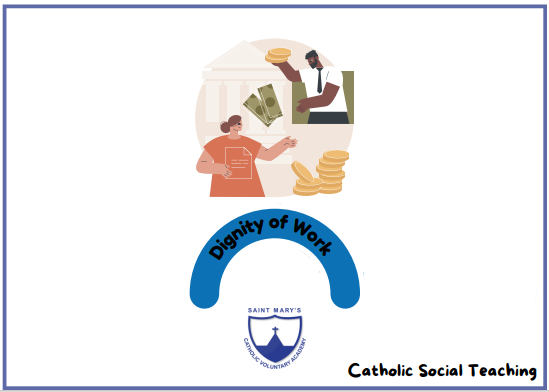 Dignity of Work
SAINT MARY'S
CATHOLIC VOLUNTARY ACADEMY
Catholic Social Teaching